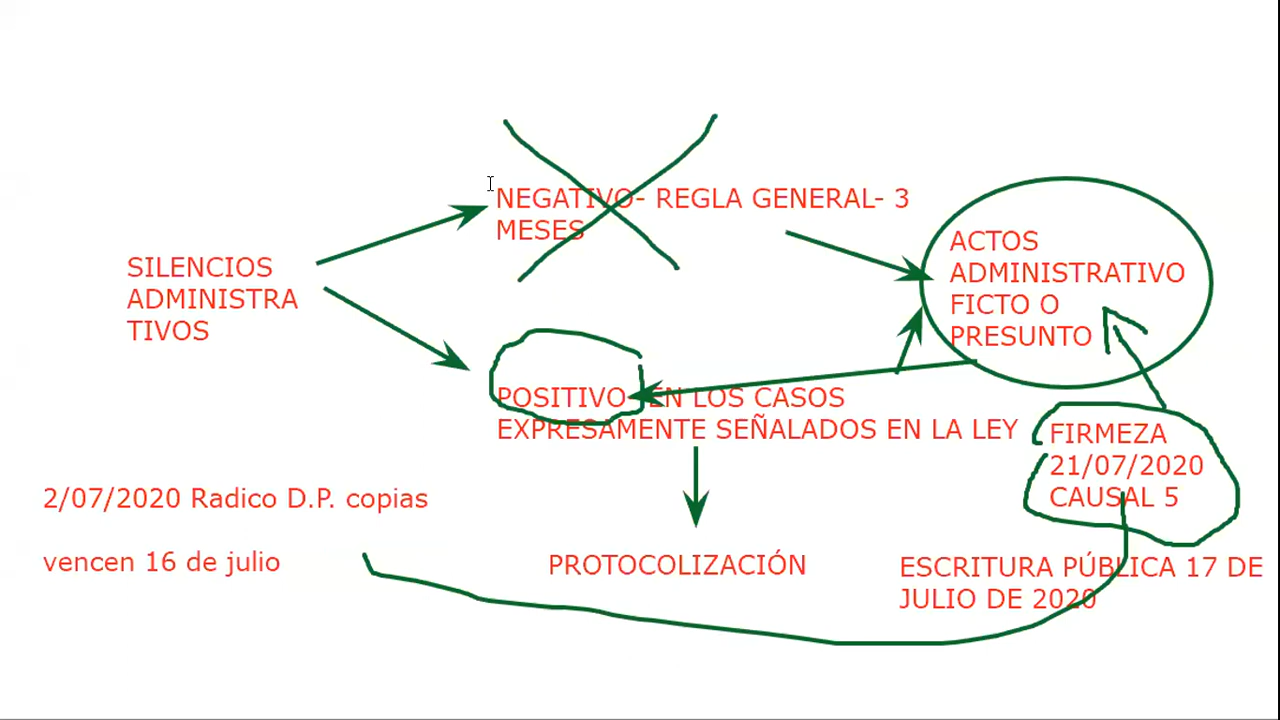 NEGATIVO- REGLA GENERAL- 3
MESES
SILENCIOS
ADMINISTRA
TIVOS
ACTOS
ADMINISTRATIVO
FICTO O
PRESUNTO
POSITIVO- EN LOS CASOS
EXPRESAMENTE SEÑALADOS EN LA LEY
FIRMEZA
21/07/2020
CAUSAL 5
2/07/2020 Radico D.P. copias
vencen 16 de julio
PROTOCOLIZACIÓN
ESCRITURA PÚBLICA 17 DE
JULIO DE 2020